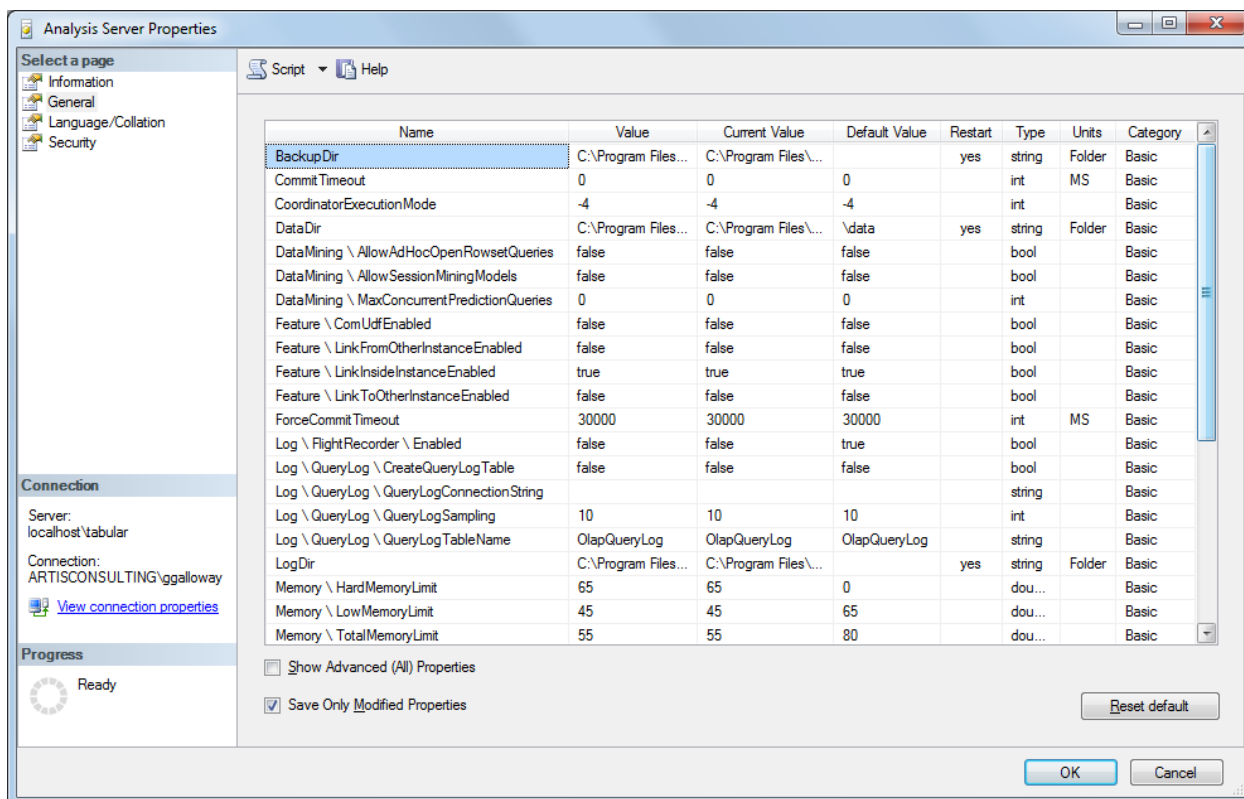 Analysis Server Properties
Select a page
Information
General
Language/Collation
Security
Script Help
Name Value Current Value Default Value Restart Type Units Category
BackupDir C:\Program Files... C:\Program Files\... yes string Folder Basic
CommitTimeout 0 0 0 int MS Basic
CoordinatorExecutionMode -4 -4 -4 int Basic
DataDir C:\Program Files... C:\Program Files\... \data yes string Folder Basic
DataMining \ AllowAdHocOpenRowsetQueries false false false bool Basic
DataMining \ AllowSessionMiningModels false false false bool Basic
DataMining \ MaxConcurrentPredictionQueries 0 0 0 int Basic
Feature \ ComUdfEnabled false false false bool Basic
Feature \ LinkFromOtherInstanceEnabled false false false bool Basic
Feature \ LinkInsideInstanceEnabled true true true bool Basic
Feature \ LinkToOtherInstanceEnabled false false false bool Basic
ForceCommitTimeout 30000 30000 30000 int MS Basic
Log \ FlightRecorder \ Enabled false false true bool Basic
Log \ QueryLog \ CreateQueryLogTable false false false bool Basic
Log \ QueryLog \ QueryLogConnectionString string Basic
Log \ QueryLog \ QueryLogSampling 10 10 10 int Basic
Log \ QueryLog \ QueryLogTableName OlapQueryLog OlapQueryLog OlapQueryLog string Basic
LogDir C:\Program Files... C:\Program Files\... yes string Folder Basic
Memory \ HardMemoryLimit 65 65 0 dou... Basic
Memory \ LowMemoryLimit 45 45 65 dou... Basic
Memory \ TotalMemoryLimit 55 55 80 dou... Basic
Connection
Server:
localhost\tabular
Connection:
ARTISCONSULTING\ggalloway
View connection properties
Progress
Ready
Show Advanced (All) Properties
Save Only Modified Properties
Reset default
OK Cancel